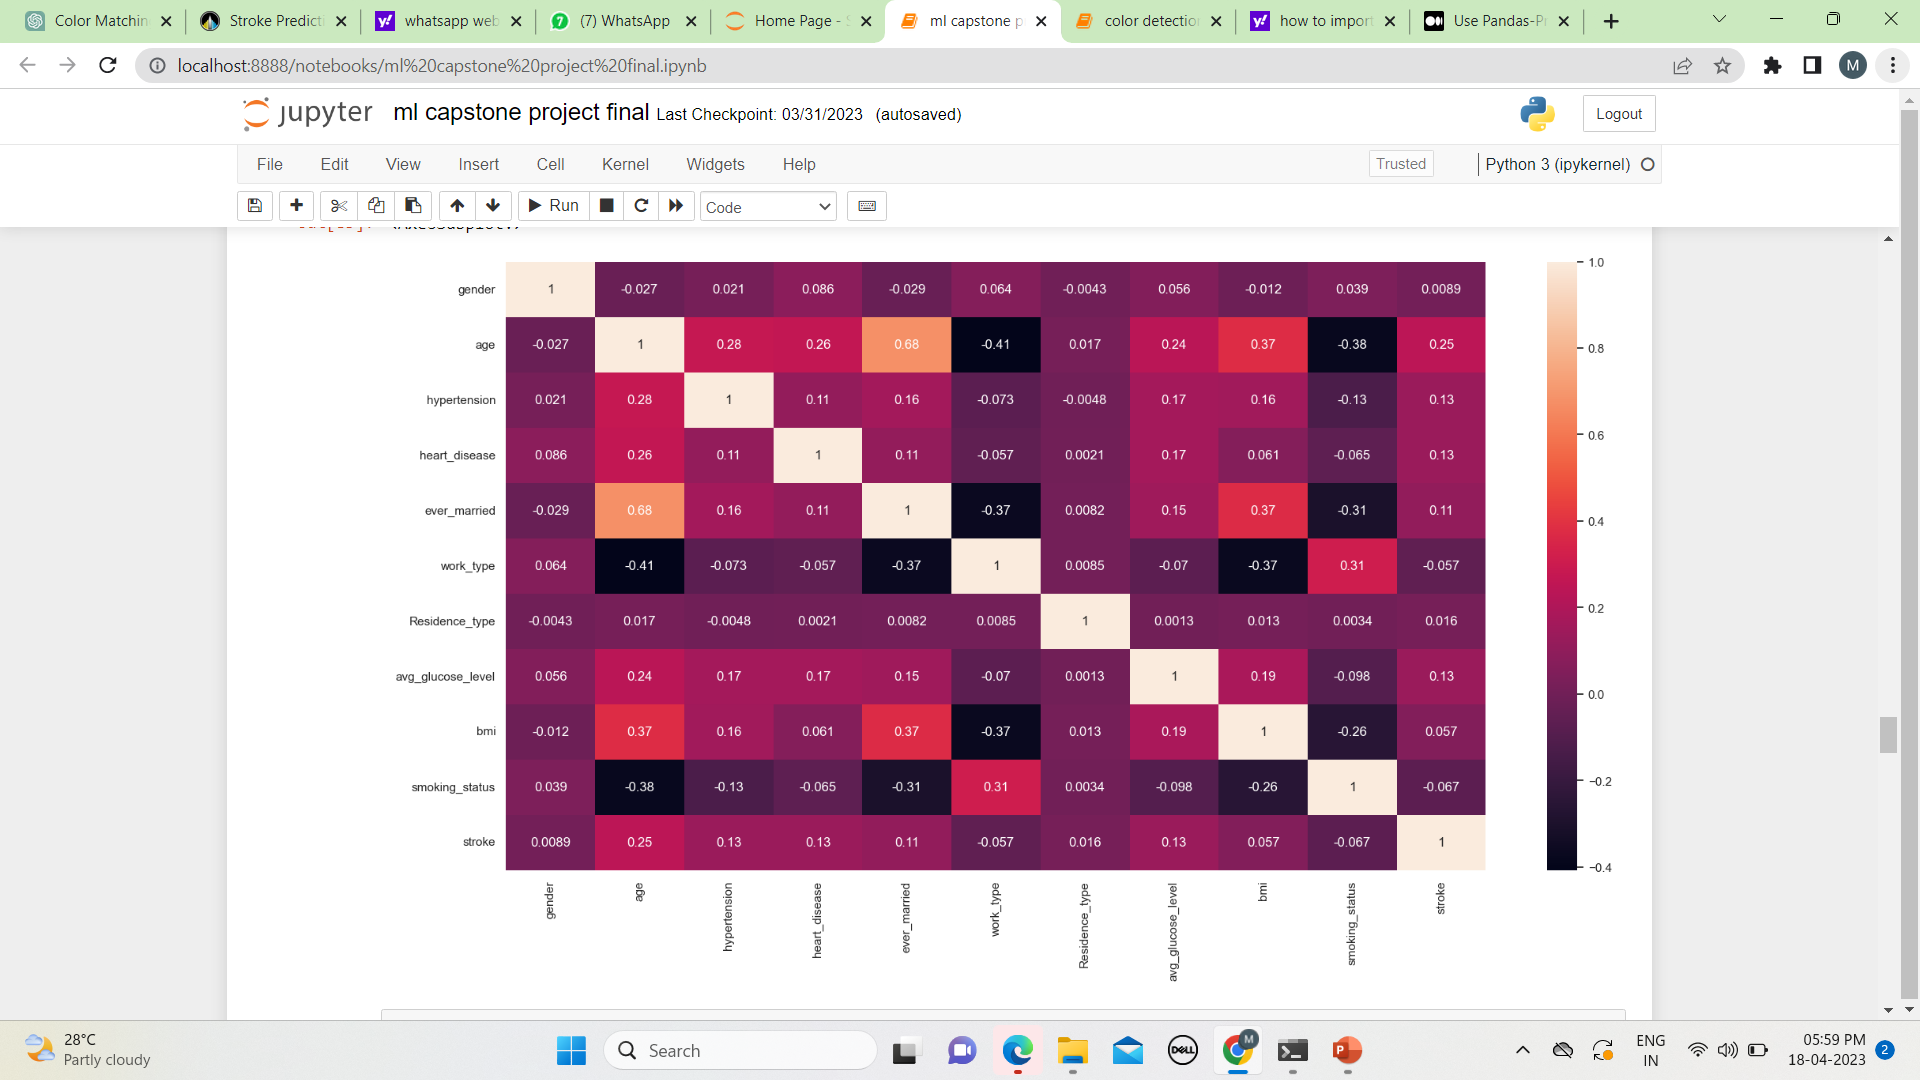 Color Matchin
Stroke Predicti
whatsapp web
(7) WhatsApp
Home Page - S
ml capstone p
color detection
how to import
Use Pandas-Pr
localhost:8888/notebooks/ml%20capstone%20project%20final.ipynb
M
jupyter ml capstone project final Last Checkpoint: 03/31/2023 (autosaved)
Logout
File Edit View Insert Cell Kernel Widgets Help
Trusted
Python 3 (ipykernel)
Run
Code
gender 1 -0.027 0.021 0.086 -0.029 0.064 -0.0043 0.056 -0.012 0.039 0.0089
age -0.027 1 0.28 0.26 0.68 -0.41 0.017 0.24 0.37 -0.38 0.25
hypertension 0.021 0.28 1 0.11 0.16 -0.073 -0.0048 0.17 0.16 -0.13 0.13
heart_disease 0.086 0.26 0.11 1 0.11 -0.057 0.0021 0.17 0.061 -0.065 0.13
ever_married -0.029 0.68 0.16 0.11 1 -0.37 0.0082 0.15 0.37 -0.31 0.11
work_type 0.064 -0.41 -0.073 -0.057 -0.37 1 0.0085 -0.07 -0.37 0.31 -0.057
Residence_type -0.0043 0.017 -0.0048 0.0021 0.0082 0.0085 1 0.0013 0.013 0.0034 0.016
avg_glucose_level 0.056 0.24 0.17 0.17 0.15 -0.07 0.0013 1 0.19 -0.098 0.13
bmi -0.012 0.37 0.16 0.061 0.37 -0.37 0.013 0.19 1 -0.26 0.057
smoking_status 0.039 -0.38 -0.13 -0.065 -0.31 0.31 0.0034 -0.098 -0.26 1 -0.067
stroke 0.0089 0.25 0.13 0.13 0.11 -0.057 0.016 0.13 0.057 -0.067 1
gender
age
hypertension
heart_disease
ever_married
work_type
Residence_type
avg_glucose_level
bmi
smoking_status
stroke
1.0
0.8
0.6
0.4
0.2
0.0
−0.2
−0.4
28°C
Partly cloudy
Search
DELL
M
P
ENG
IN
05:59 PM
18-04-2023
2